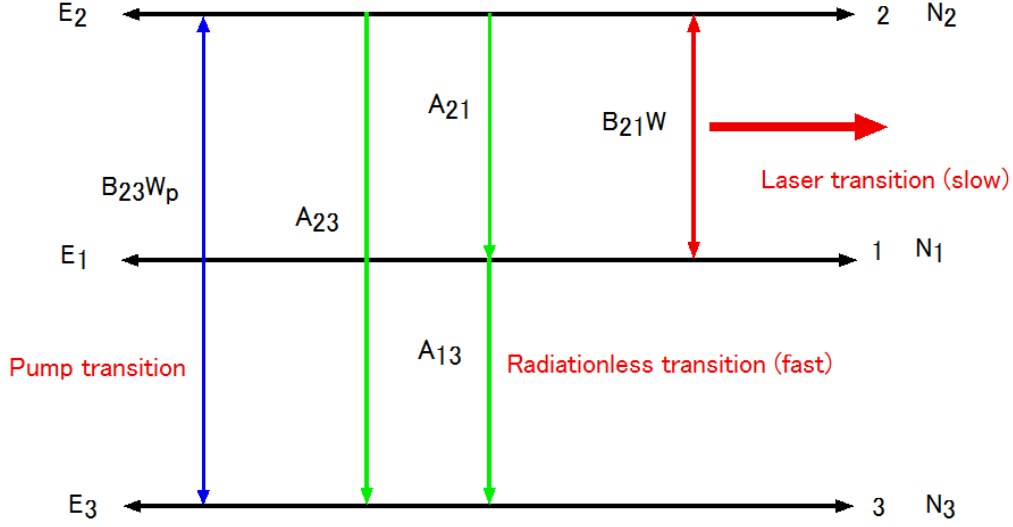 E2 2 N2
A21 B21W
Laser transition (slow)
B23Wp
A23
E1 1 N1
A13
Pump transition Radiationless transition (fast)
E3 3 N3